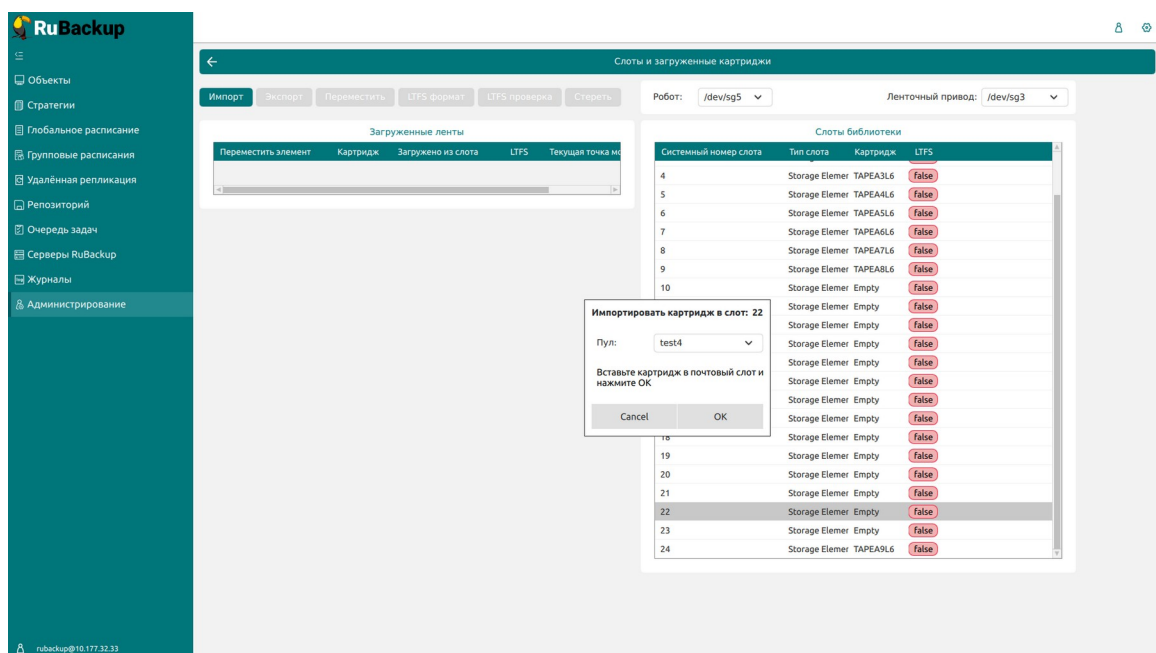 RuBackup
Объекты
Стратегии
Глобальное расписание
Групповые расписания
Удалённая репликация
Репозиторий
Очередь задач
Серверы RuBackup
Журналы
Администрирование
rubackup@10.177.32.33
Слоты и загруженные картриджи
Импорт Экспорт Переместить LTFS формат LTFS проверка Стереть
Робот: /dev/sg5 Ленточный привод: /dev/sg3
Загруженные ленты
Переместить элемент Картридж Загружено из слота LTFS Текущая точка мо
Слоты библиотеки
Системный номер слота Тип слота Картридж LTFS
4 Storage Elemer TAPEA3L6 false
5 Storage Elemer TAPEA4L6 false
6 Storage Elemer TAPEA5L6 false
7 Storage Elemer TAPEA6L6 false
8 Storage Elemer TAPEA7L6 false
9 Storage Elemer TAPEA8L6 false
10 Storage Elemer Empty false
Storage Elemer Empty false
Storage Elemer Empty false
Storage Elemer Empty false
Storage Elemer Empty false
Storage Elemer Empty false
Storage Elemer Empty false
Storage Elemer Empty false
18 Storage Elemer Empty false
19 Storage Elemer Empty false
20 Storage Elemer Empty false
21 Storage Elemer Empty false
22 Storage Elemer Empty false
23 Storage Elemer Empty false
24 Storage Elemer TAPEA9L6 false
Импортировать картридж в слот: 22
Пул: test4
Вставьте картридж в почтовый слот и
нажмите ОК
Cancel OK